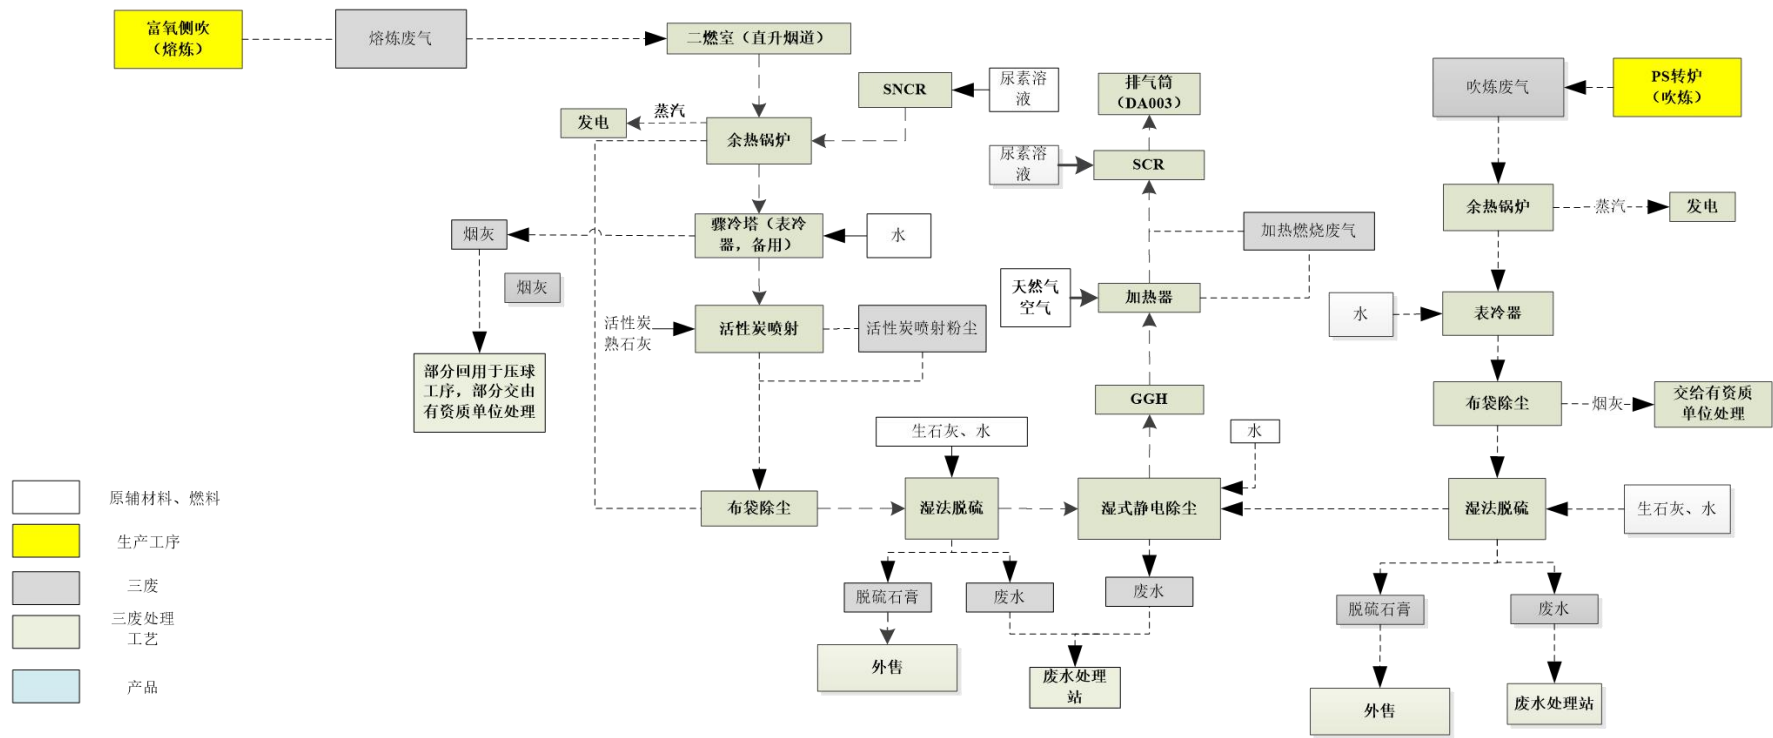 富氧侧吹
（熔炼）
熔炼废气
二燃室（直升烟道）
SNCR
尿素溶
液
排气筒
（DA003）
吹炼废气
PS转炉
（吹炼）
发电
蒸汽
余热锅炉
尿素溶
液
SCR
余热锅炉
蒸汽
发电
烟灰
骤冷塔（表冷
器，备用）
水
加热燃烧废气
烟灰
天然气
空气
加热器
水
表冷器
活性炭
熟石灰
活性炭喷射
活性炭喷射粉尘
部分回用于压球
工序，部分交由
有资质单位处理
GGH
布袋除尘
烟灰
交给有资质
单位处理
生石灰、水
水
布袋除尘
湿法脱硫
湿式静电除尘
湿法脱硫
生石灰、水
脱硫石膏
废水
废水
脱硫石膏
废水
外售
废水处理
站
外售
废水处理站
原辅材料、燃料
生产工序
三废
三废处理
工艺
产品